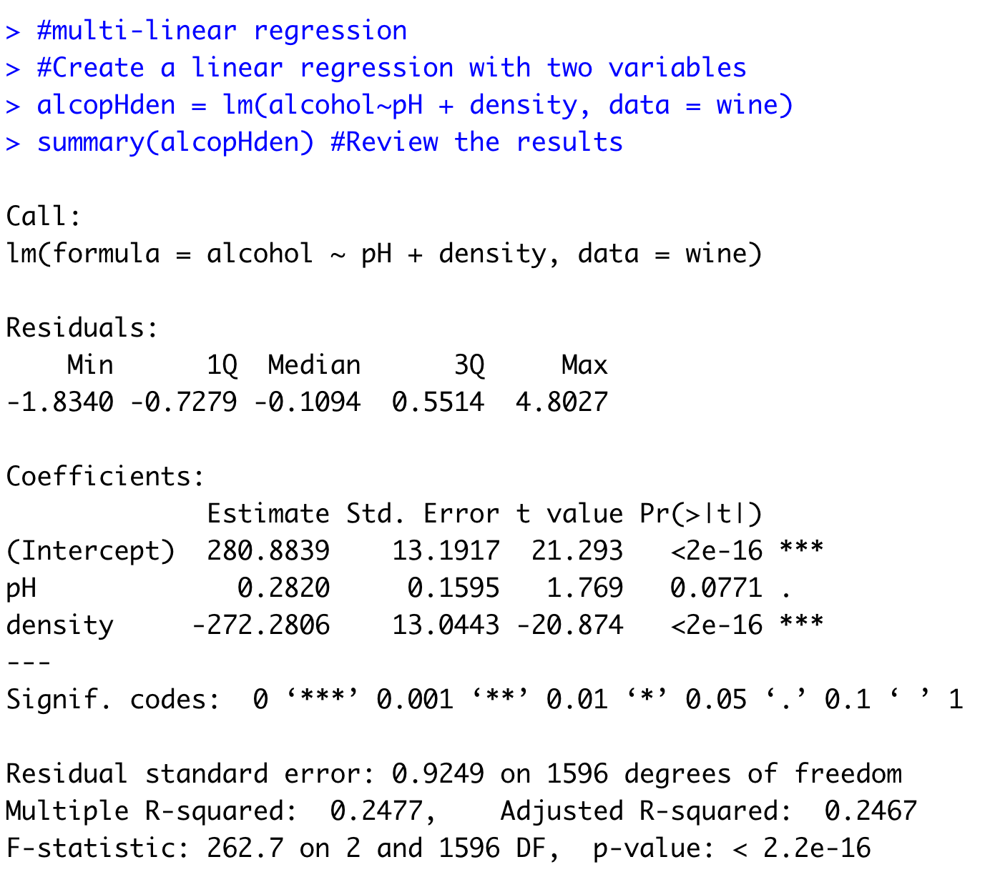 > #multi-linear regression
> #Create a linear regression with two variables
> alcopHden = lm(alcohol~pH + density, data = wine)
> summary(alcopHden) #Review the results

Call:
lm(formula = alcohol ~ pH + density, data = wine)

Residuals:
    Min      1Q  Median      3Q     Max
-1.8340 -0.7279 -0.1094  0.5514  4.8027

Coefficients:
             Estimate Std. Error t value Pr(>|t|)
(Intercept)  280.8839    13.1917  21.293   <2e-16 ***
pH             0.2820     0.1595   1.769   0.0771 .
density     -272.2806    13.0443 -20.874   <2e-16 ***
---
Signif. codes:  0 ‘***’ 0.001 ‘**’ 0.01 ‘*’ 0.05 ‘.’ 0.1 ‘ ’ 1

Residual standard error: 0.9249 on 1596 degrees of freedom
Multiple R-squared:  0.2477,    Adjusted R-squared:  0.2467
F-statistic: 262.7 on 2 and 1596 DF,  p-value: < 2.2e-16